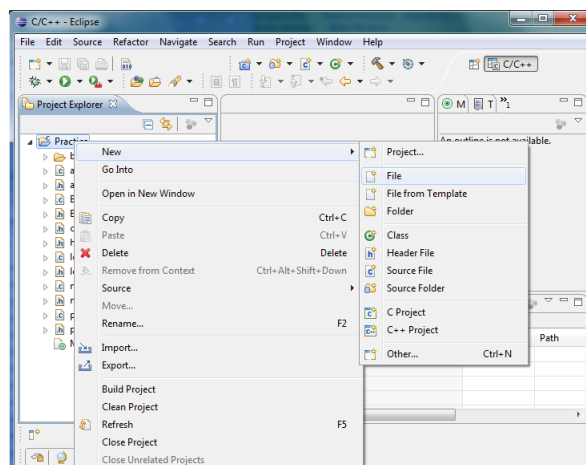 C/C++ - Eclipse
File Edit Source Refactor Navigate Search Run Project Window Help
C/C++
Project Explorer
M T »1
Practice
An outline is not available.
New
Go Into
Open in New Window
Copy Ctrl+C
Paste Ctrl+V
Delete Delete
Remove from Context Ctrl+Alt+Shift+Down
Source
Move...
Rename... F2
Import...
Export...
Build Project
Clean Project
Refresh F5
Close Project
Close Unrelated Projects
Project...
File
File from Template
Folder
Class
Header File
Source File
Source Folder
C Project
C++ Project
Other... Ctrl+N
Path